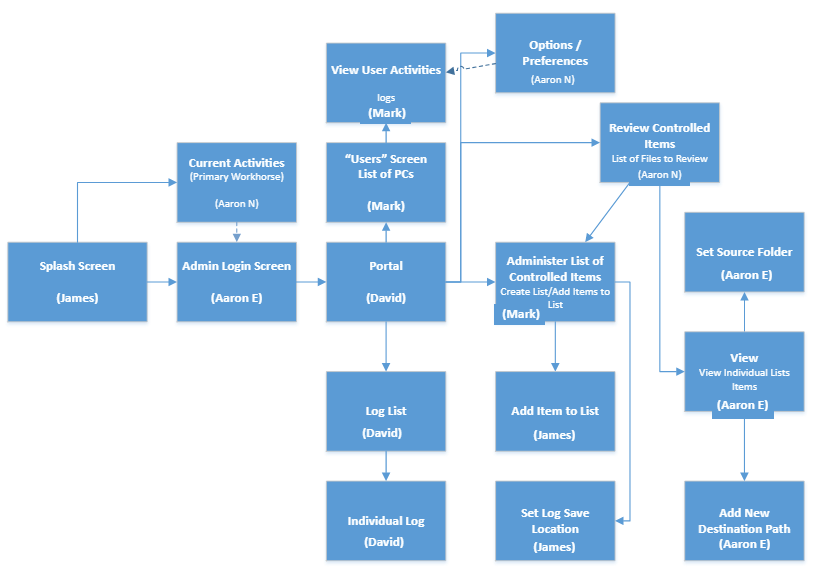 Options /
Preferences
(Aaron N)
View User Activities
logs
(Mark)
Review Controlled
Items
List of Files to Review
(Aaron N)
Current Activities
(Primary Workhorse)
(Aaron N)
“Users” Screen
List of PCs
(Mark)
Splash Screen
(James)
Admin Login Screen
(Aaron E)
Portal
(David)
Administer List of
Controlled Items
Create List/Add Items to
List
(Mark)
Set Source Folder
(Aaron E)
View
View Individual Lists
Items
(Aaron E)
Log List
(David)
Add Item to List
(James)
Individual Log
(David)
Set Log Save
Location
(James)
Add New
Destination Path
(Aaron E)